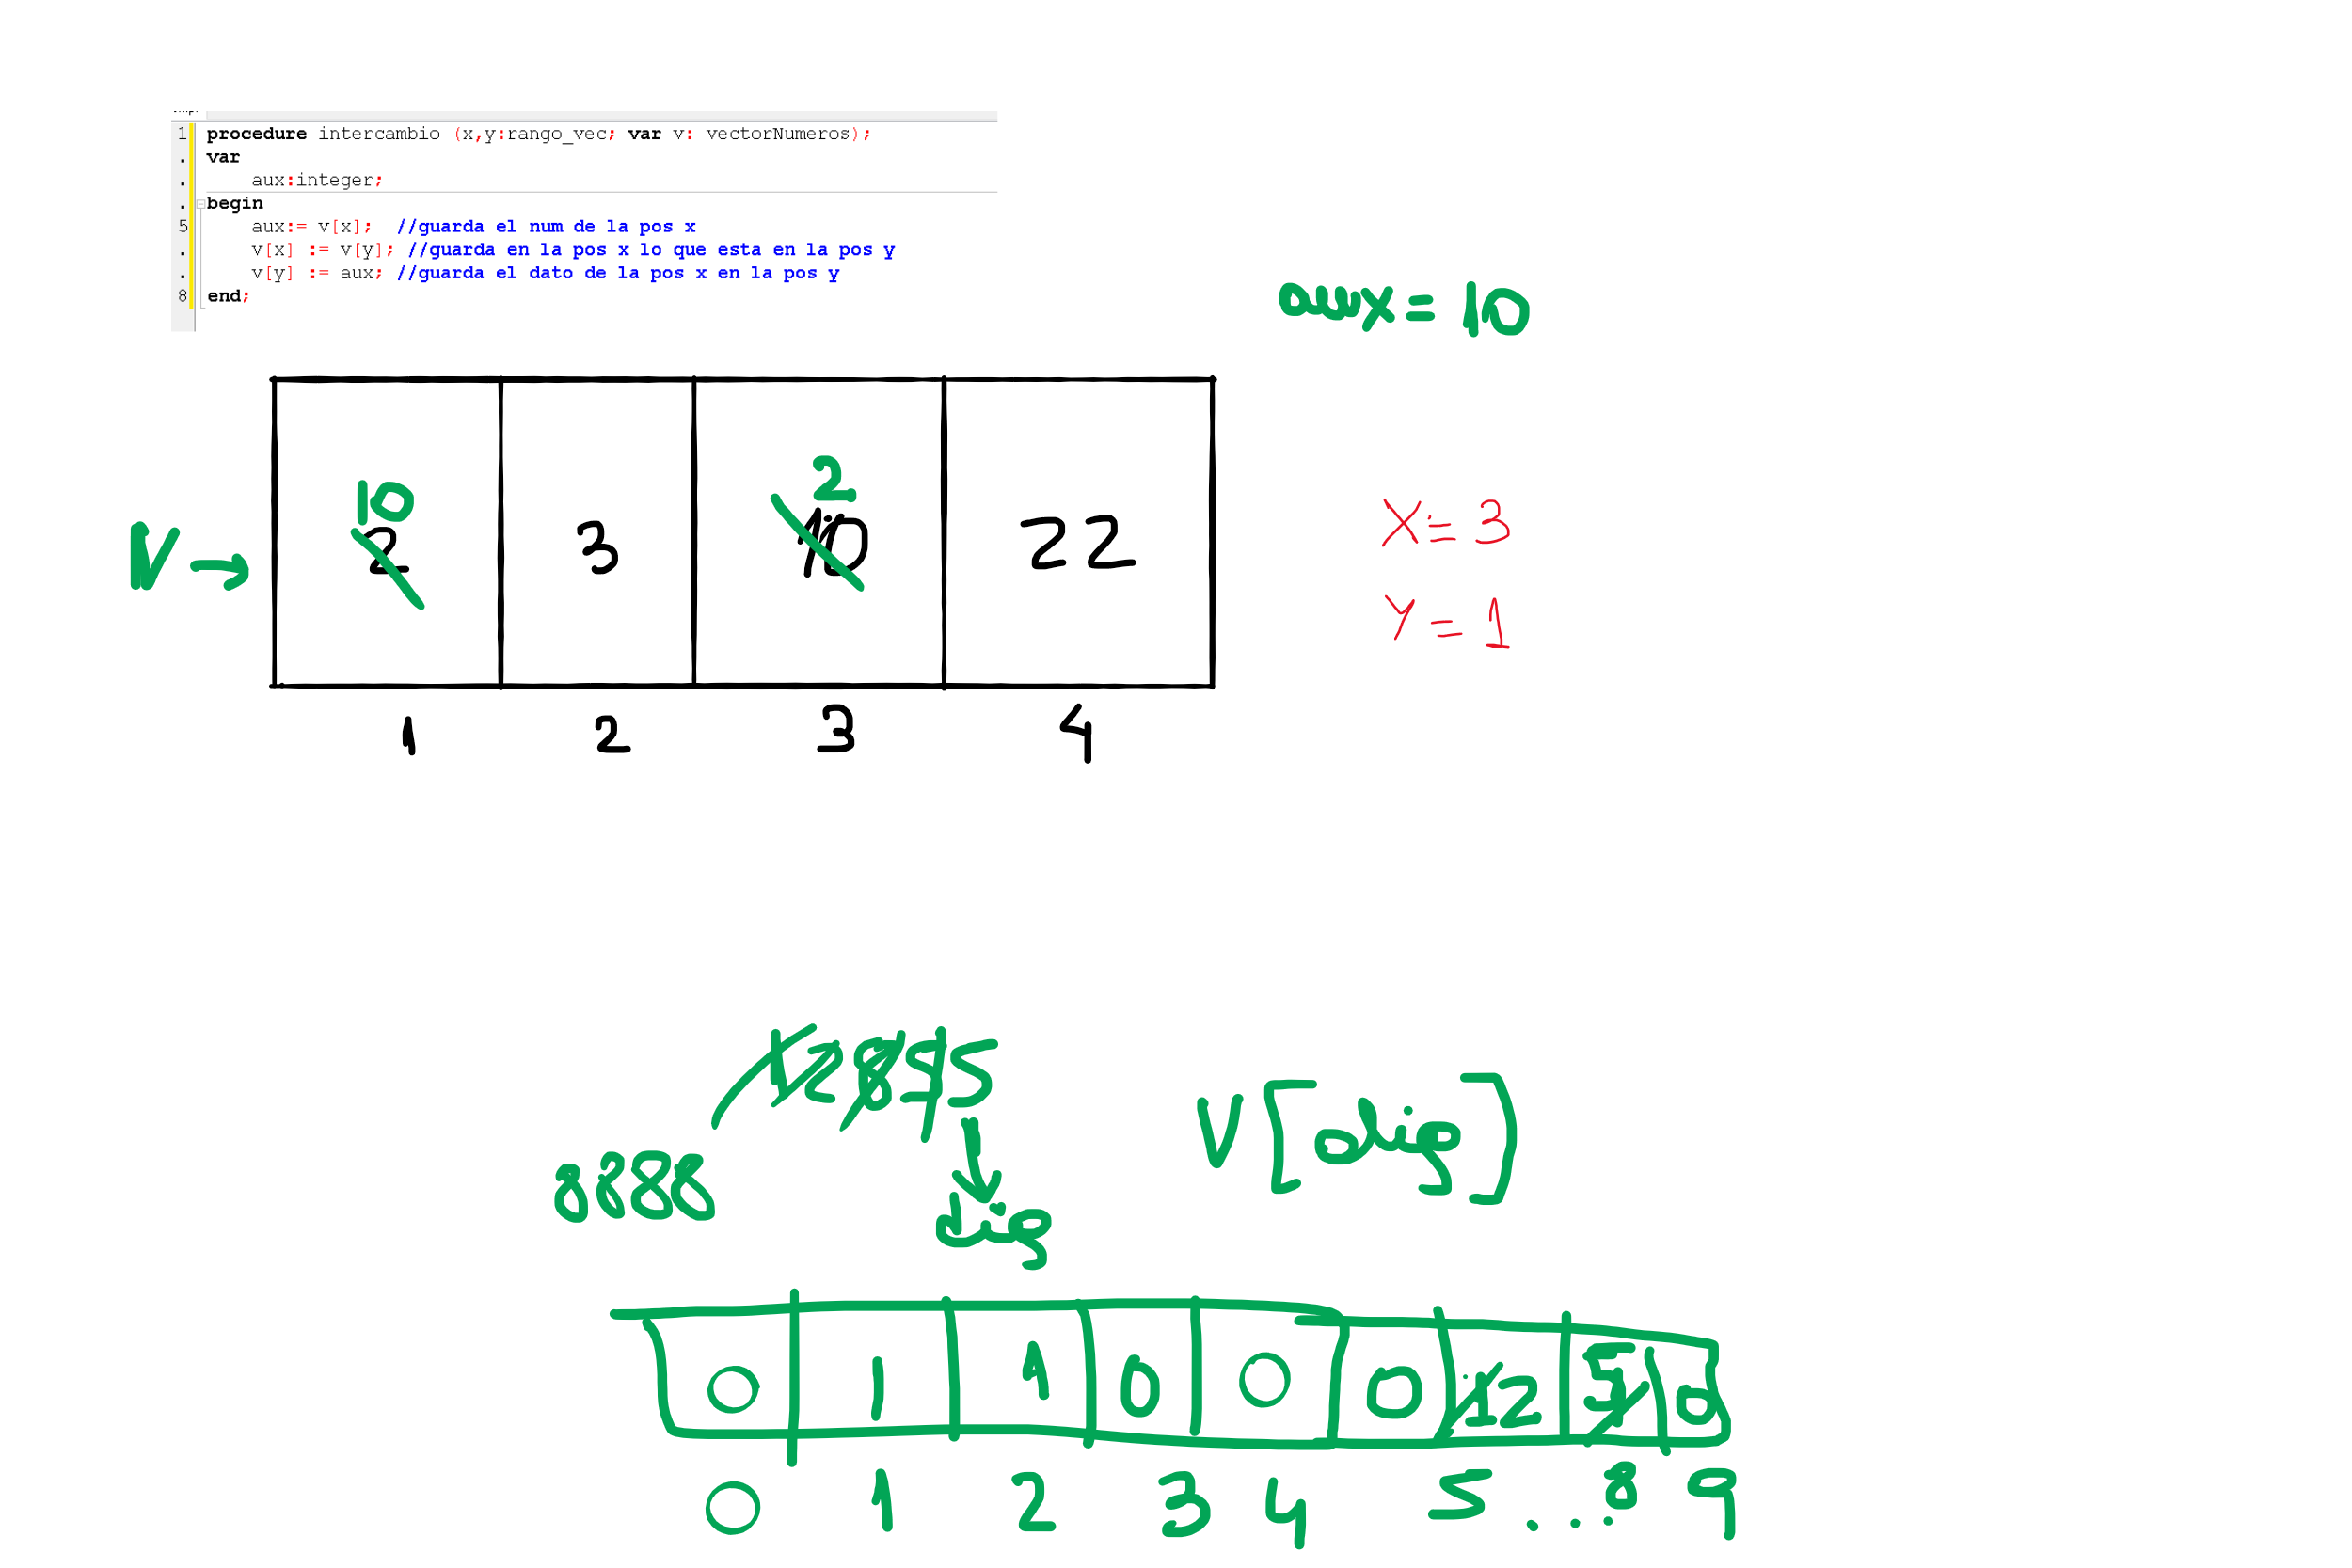 1 procedure intercambio (x,y:rango_vec; var v: vectorNumeros);
. var
. aux:integer;
. begin
5 aux:= v[x]; //guarda el num de la pos x
. v[x] := v[y]; //guarda en la pos x lo que esta en la pos y
. v[y] := aux; //guarda el dato de la pos x en la pos y
8 end;
aux = 10
10 2
V → 2 3 10 22
X = 3
Y = 1
1 2 3 4
12855
V[dig]
8888
dig
0 1 1 0 0 0 1 2 0
0 1 2 3 4 5 ... 8 9